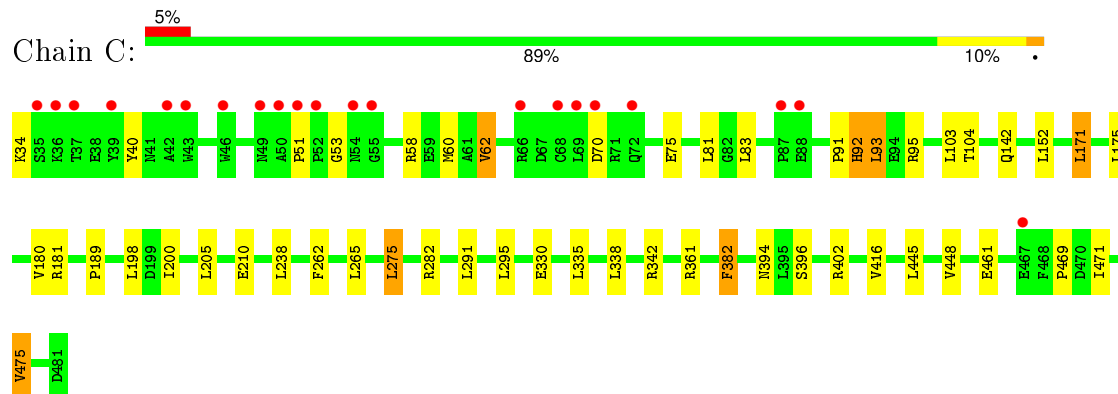 5%
Chain C:
89% 10% •
K34 S35 K36 T37 E38 Y39 Y40 N41 A42 W43 W46 N49 A50 P51 P52 G53 N54 G55 R58 E59 M60 A61 V62 R66 D67 C68 L69 D70 R71 Q72 E75 L81 G82 L83 P87 E88 P91 H92 L93 E94 R95 L103 T104 Q142 L152 L171 L175
V180 R181 P189 L198 D199 I200 L205 E210 L238 F262 L265 L275 R282 L291 L295 E330 L335 L338 R342 R361 F382 N394 L395 S396 R402 V416 L445 V448 E461 E467 F468 P469 D470 I471
V475 D481